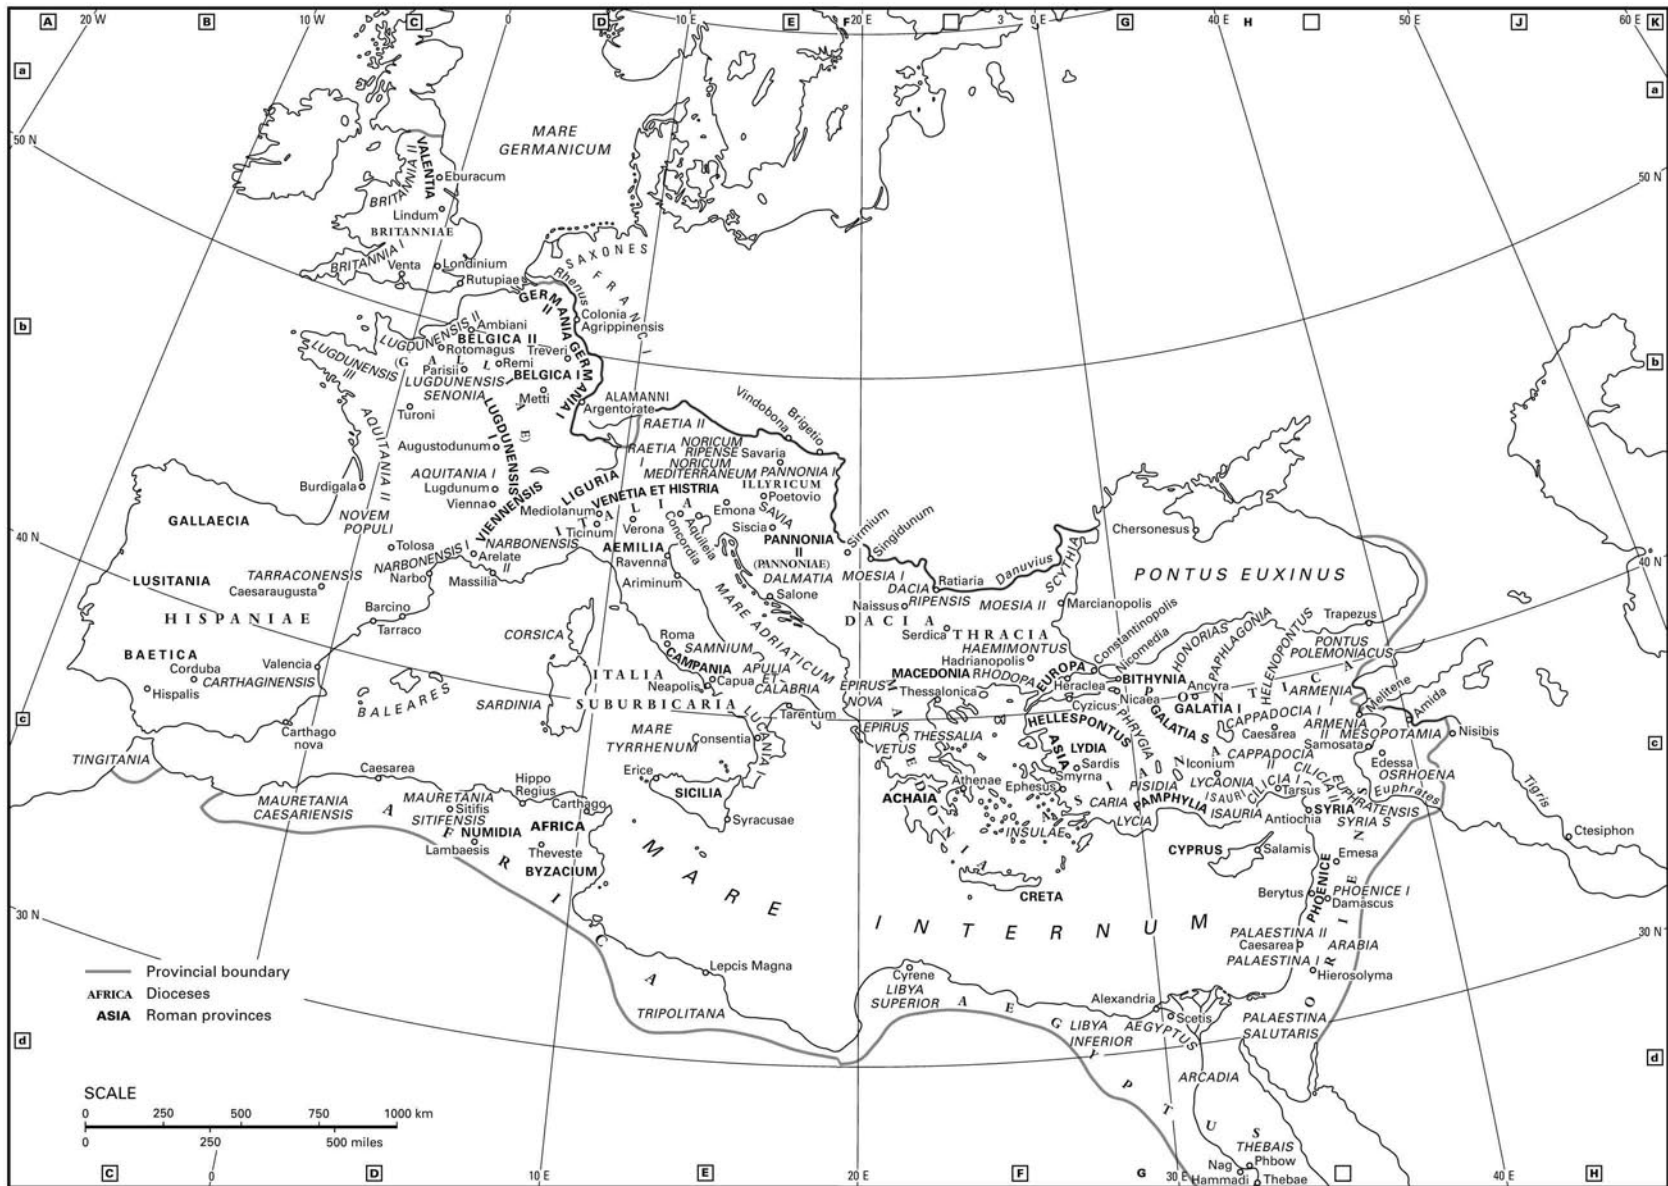 A
20 W
B
10 W
C
0
D
10 E
E
F
20 E
3
0 E
G
40 E
H
50 E
J
60 E
K
a
a
50 N
50 N
MARE
GERMANICUM
VALENTIA
BRITANNIA II
Eburacum
Lindum
BRITANNIAE
BRITANNIA I
Venta
Londinium
Rutupiae
SAXONES
FRANCI
Rhenus
GERMANIA
II
Colonia
Agrippinensis
b
b
LUGDUNENSIS II
Ambiani
BELGICA II
Rotomagus
Treveri
LUGDUNENSIS
III
(GALLIAE)
Parisii
Remi
BELGICA I
GERMANIA I
LUGDUNENSIS
SENONIA
Metti
ALAMANNI
Argentorate
Turoni
LUGDUNENSIS
I
AQUITANIA II
Augustodunum
RAETIA II
Vindobona
Brigetio
RAETIA
I
NORICUM
RIPENSE
Savaria
NORICUM
MEDITERRANEUM
PANNONIA I
ILLYRICUM
AQUITANIA I
Lugdunum
Burdigala
Vienna
VIENNENSIS
LIGURIA
VENETIA ET HISTRIA
Poetovio
Mediolanum
ITALIA
Emona
SAVIA
NOVEM
POPULI
GALLAECIA
Ticinum
Verona
Concordia
Aquileia
Siscia
PANNONIA
II
(PANNONIAE)
Sirmium
Singidunum
Chersonesus
40 N
40 N
Tolosa
NARBONENSIS I
NARBONENSIS
II
Arelate
AEMILIA
Ravenna
Narbo
Massilia
Ariminum
DALMATIA
MOESIA I
Ratiaria
Danuvius
SCYTHIA
PONTUS EUXINUS
LUSITANIA
TARRACONENSIS
Caesaraugusta
Salone
DACIA
RIPENSIS
Naissus
MOESIA II
Marcianopolis
Barcino
HISPANIAE
Tarraco
CORSICA
MARE ADRIATICUM
DACIA
Serdica
THRACIA
HAEMIMONTUS
Constantinopolis
Nicomedia
HONORIAS
PAPHLAGONIA
HELENOPONTUS
Trapezus
PONTUS
POLEMONIACUS
Roma
SAMNIUM
CAMPANIA
BAETICA
Corduba
CARTHAGINENSIS
Valencia
Hispalis
BALEARES
SARDINIA
ITALIA
Neapolis
Capua
APULIA
ET
CALABRIA
SUBURBICARIA
EPIRUS
NOVA
MACEDONIA
RHODOPA
Hadrianopolis
EUROPA
Thessalonica
Heraclea
BITHYNIA
Cyzicus
Nicaea
Ancyra
PONTICA
GALATIA I
ARMENIA
I
Melitene
Amida
c
c
Carthago
nova
MARE
TYRRHENUM
LUCANIA
Tarentum
Consentia
EPIRUS
VETUS
THESSALIA
MACEDONIA
HELLESPONTUS
PHRYGIA
GALATIA S
CAPPADOCIA I
Caesarea
ARMENIA
II
MESOPOTAMIA
Samosata
Nisibis
TINGITANIA
ASIA
LYDIA
Sardis
Smyrna
Iconium
CAPPADOCIA
II
Edessa
OSRHOENA
Caesarea
Hippo
Regius
Erice
SICILIA
Athenae
ACHAIA
Ephesus
ASIANA
PISIDIA
LYCAONIA
CILICIA I
CILICIA II
EUPHRATENSIS
Euphrates
Tigris
MAURETANIA
CAESARIENSIS
MAURETANIA
SITIFENSIS
Sitifis
Carthago
CARIA
PAMPHYLIA
ISAURI
Tarsus
INSULAE
LYCIA
ISAURIA
Antiochia
SYRIA
SYRIA S
AFRICA
NUMIDIA
Lambaesis
AFRICA
Theveste
BYZACIUM
Syracusae
Ctesiphon
CYPRUS
Salamis
Emesa
CRETA
Berytus
PHOENICE
PHOENICE I
Damascus
ORIENS
30 N
30 N
MARE INTERNUM
PALAESTINA II
Caesarea
ARABIA
PALAESTINA I
Hierosolyma
Provincial boundary
AFRICA Dioceses
ASIA Roman provinces
Lepcis Magna
TRIPOLITANA
Cyrene
LIBYA
SUPERIOR
AEGYPTUS
Alexandria
Scetis
LIBYA
INFERIOR
AEGYPTUS
PALAESTINA
SALUTARIS
d
d
ARCADIA
SCALE
0 250 500 750 1000 km
0 250 500 miles
THEBAIS
Nag
Hammadi
Phbow
Thebae
C
0
D
10 E
E
20 E
F
G
30 E
40 E
H